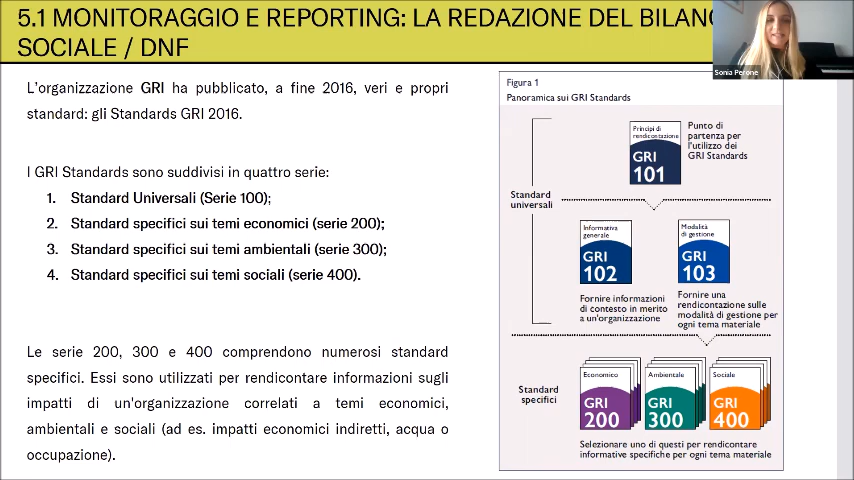 5.1 MONITORAGGIO E REPORTING: LA REDAZIONE DEL
SOCIALE / DNF
Sonia Perone
L'organizzazione GRI ha pubblicato, a fine 2016, veri e propri
standard: gli Standards GRI 2016.
I GRI Standards sono suddivisi in quattro serie:
1. Standard Universali (Serie 100);
2. Standard specifici sui temi economici (serie 200);
3. Standard specifici sui temi ambientali (serie 300);
4. Standard specifici sui temi sociali (serie 400).
Le serie 200, 300 e 400 comprendono numerosi standard
specifici. Essi sono utilizzati per rendicontare informazioni sugli
impatti di un'organizzazione correlati a temi economici,
ambientali e sociali (ad es. impatti economici indiretti, acqua o
occupazione).
Figura 1
Panoramica sui GRI Standards
Standard
universali
Principi di
rendicontazione
GRI
101
Punto di
partenza per
l'utilizzo dei
GRI Standards
Informativa
generale
GRI
102
Modalità
di gestione
GRI
103
Fornire informazioni
di contesto in merito
a un'organizzazione
Fornire una
rendicontazione sulle
modalità di gestione per
ogni tema materiale
Standard
specifici
Economico
GRI
200
Ambientale
GRI
300
Sociale
GRI
400
Selezionare uno di questi per rendicontare
informative specifiche per ogni tema materiale